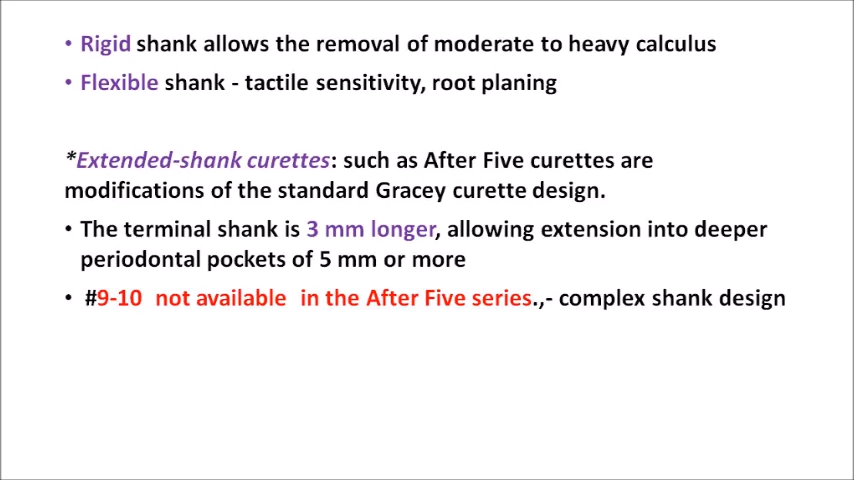 • Rigid shank allows the removal of moderate to heavy calculus
• Flexible shank - tactile sensitivity, root planing
*Extended-shank curettes: such as After Five curettes are
modifications of the standard Gracey curette design.
• The terminal shank is 3 mm longer, allowing extension into deeper
periodontal pockets of 5 mm or more
• #9-10 not available in the After Five series.,- complex shank design